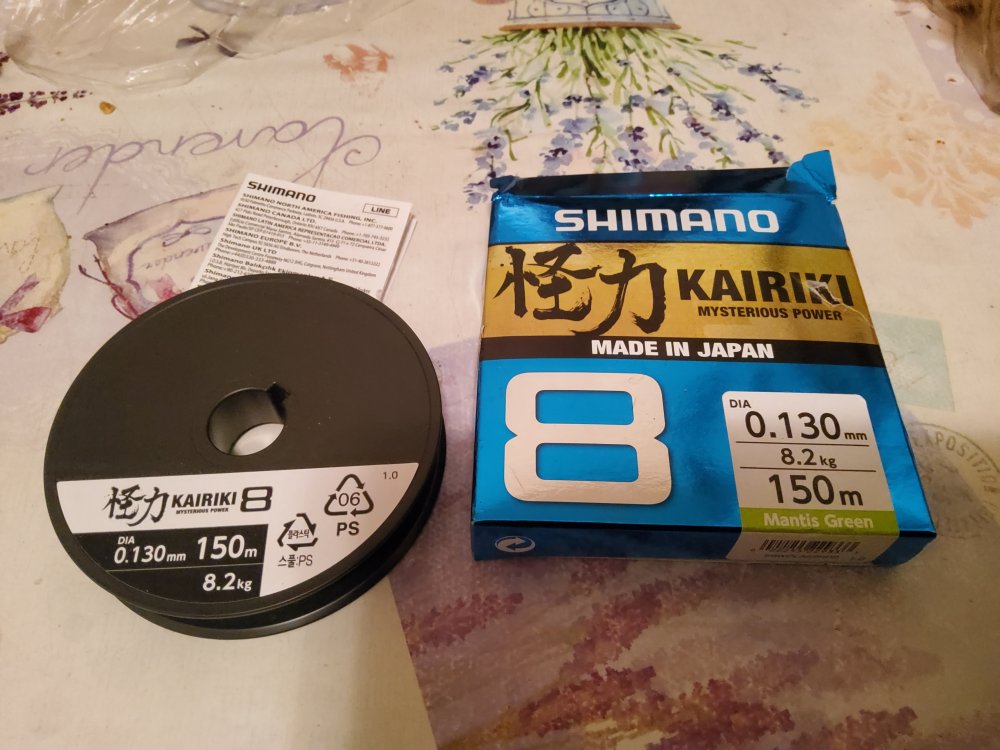 Lavender
SHIMANO
LINE
SHIMANO NORTH AMERICA FISHING, INC.
SHIMANO CANADA LTD.
SHIMANO LATIN AMERICA REPRESENTACAO COMERCIAL LTDA.
SHIMANO EUROPE B.V.
Shimano UK LTD
怪力 KAIRIKI 8
MYSTERIOUS POWER
1.0
06
PS
플라스틱
스풀:PS
DIA
0.130mm 150m
8.2kg
SHIMANO
怪力 KAIRIKI
MYSTERIOUS POWER
MADE IN JAPAN
8
DIA
0.130mm
8.2kg
150m
Mantis Green